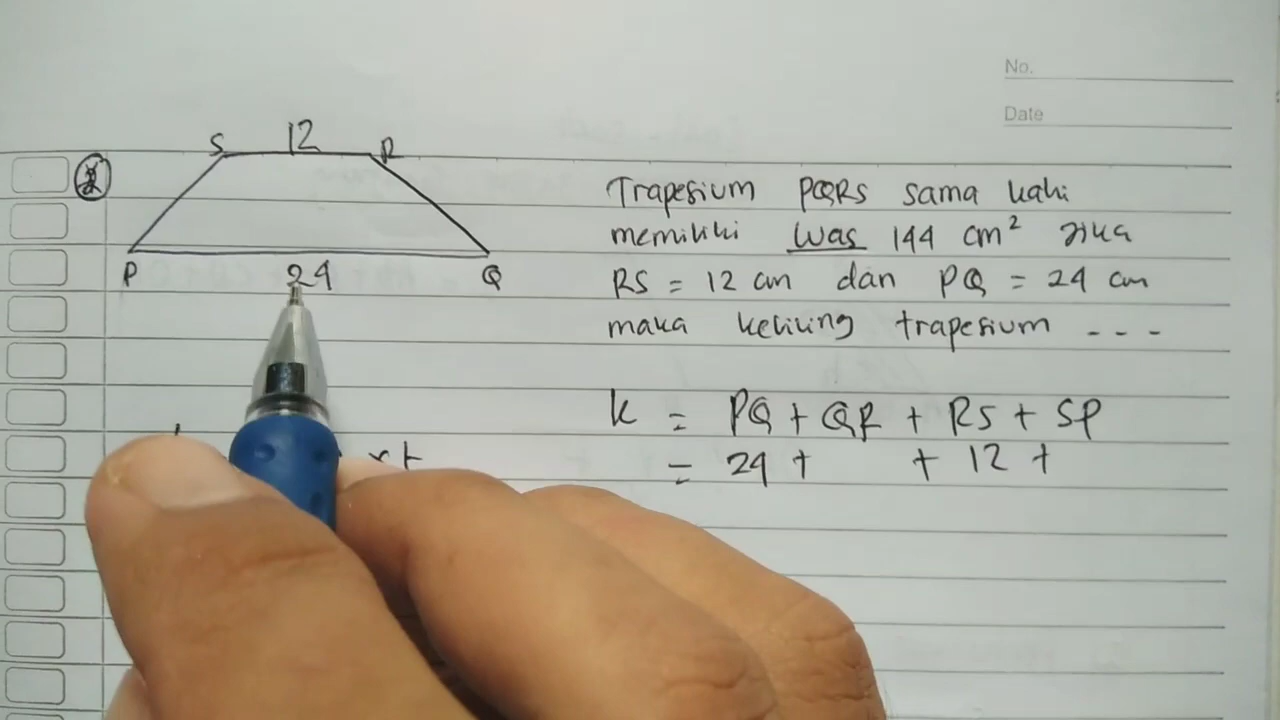 No.
Date
S 12 R
P 24 Q
Trapesium PQRS sama kaki
memiliki luas 144 cm² jika
RS = 12 cm dan PQ = 24 cm
maka keliling trapesium ---
k = PQ + QR + RS + SP
= 24 + + 12 +